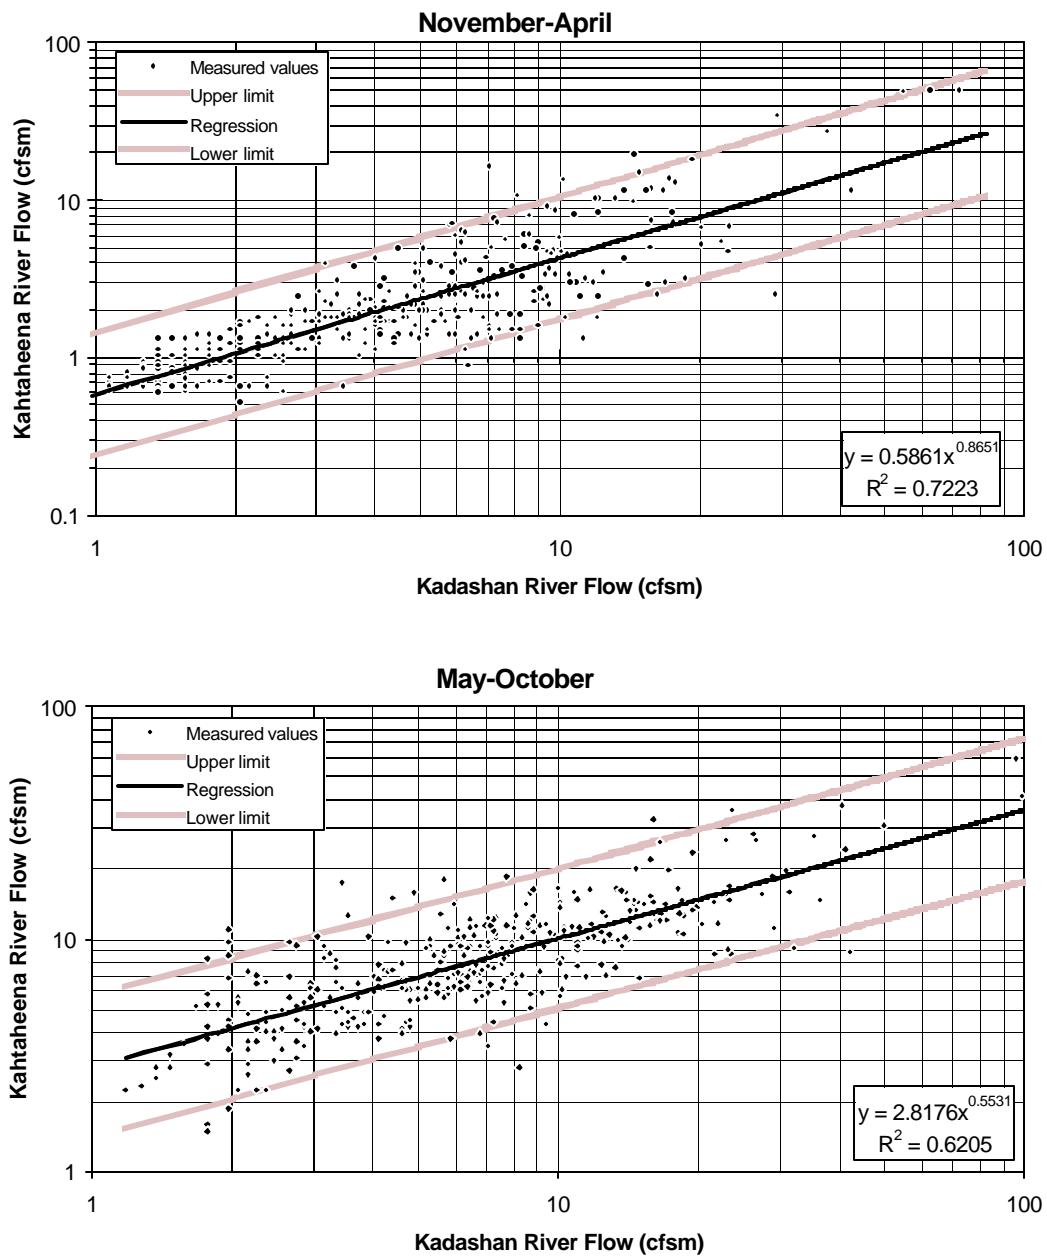 November-April
100
Measured values
Upper limit
Regression
Lower limit
10
1
0.1
Kahtaheena River Flow (cfsm)
y = 0.5861x^0.8651
R^2 = 0.7223
1 10 100
Kadashan River Flow (cfsm)
May-October
100
Measured values
Upper limit
Regression
Lower limit
10
1
Kahtaheena River Flow (cfsm)
y = 2.8176x^0.5531
R^2 = 0.6205
1 10 100
Kadashan River Flow (cfsm)